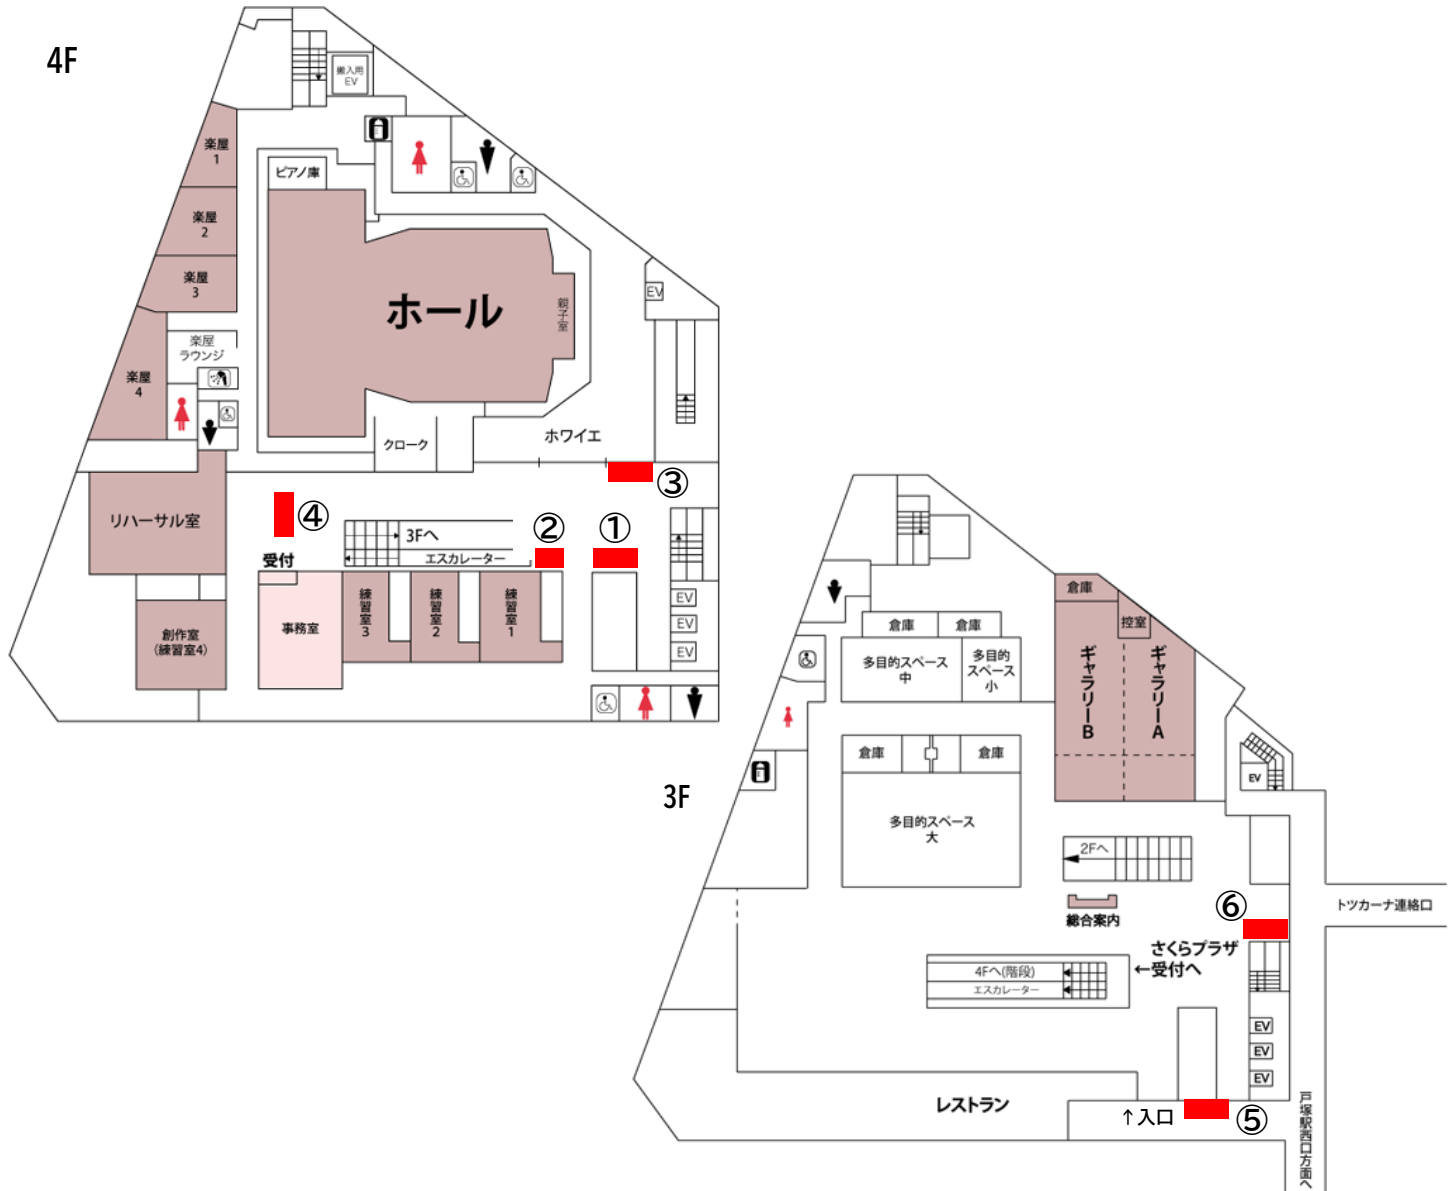 4F
搬入用
EV
楽屋
1
ピアノ庫
楽屋
2
楽屋
3
ホール
親子室
EV
楽屋
ラウンジ
楽屋
4
クローク
ホワイエ
③
リハーサル室
④
3Fへ
エスカレーター
②
①
受付
事務室
練習室3
練習室2
練習室1
EV
EV
EV
創作室
(練習室4)
3F
倉庫
控室
倉庫
倉庫
多目的スペース
中
多目的
スペース
小
ギャラリーB
ギャラリーA
倉庫
倉庫
EV
多目的スペース
大
2Fへ
総合案内
⑥
トツカーナ連絡口
さくらプラザ
←受付へ
4Fへ(階段)
エスカレーター
EV
EV
EV
レストラン
↑入口
⑤
戸塚駅西口方面へ